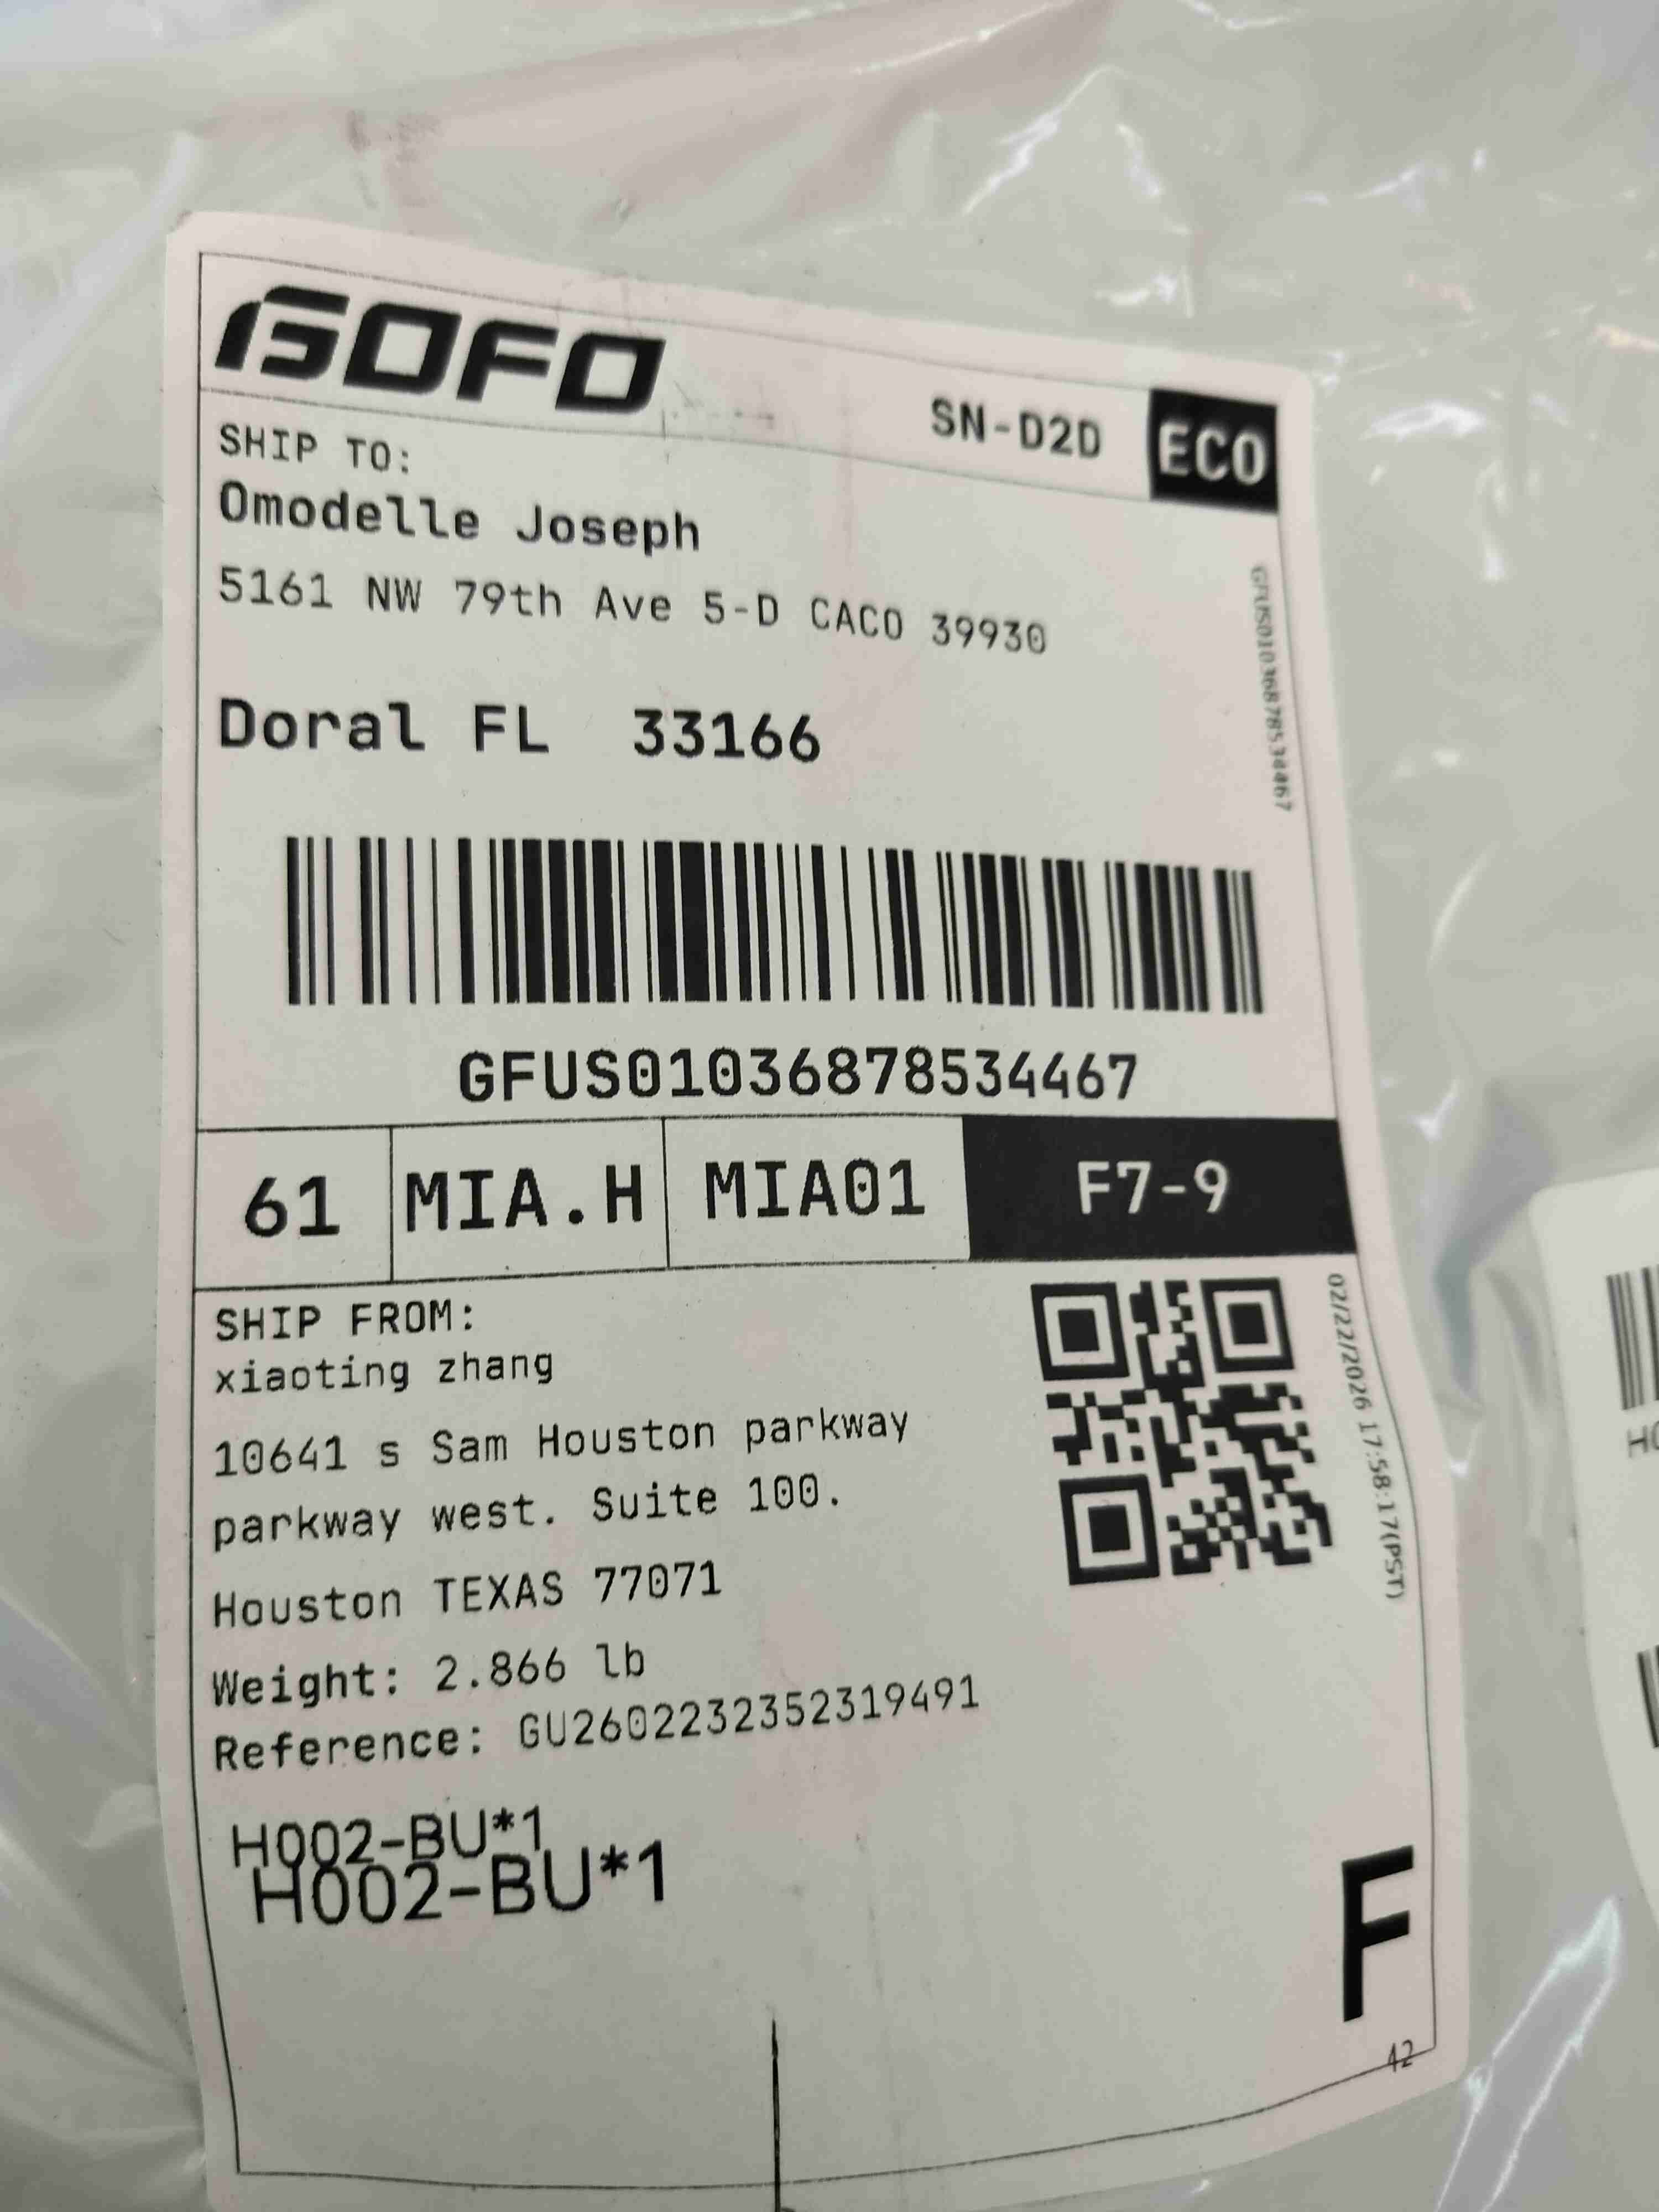 GOFO
SN-D2D ECO
SHIP TO:
Omodelle Joseph
5161 NW 79th Ave 5-D CACO 39930
Doral FL 33166
GFUS01036878534467
GFUS01036878534467
61 MIA.H MIA01 F7-9
SHIP FROM:
xiaoting zhang
10641 s Sam Houston parkway
parkway west. Suite 100.
Houston TEXAS 77071
Weight: 2.866 lb
Reference: GU2602232352319491
02/22/2026 17:58:17(PST)
H002-BU*1
H002-BU*1
F
42